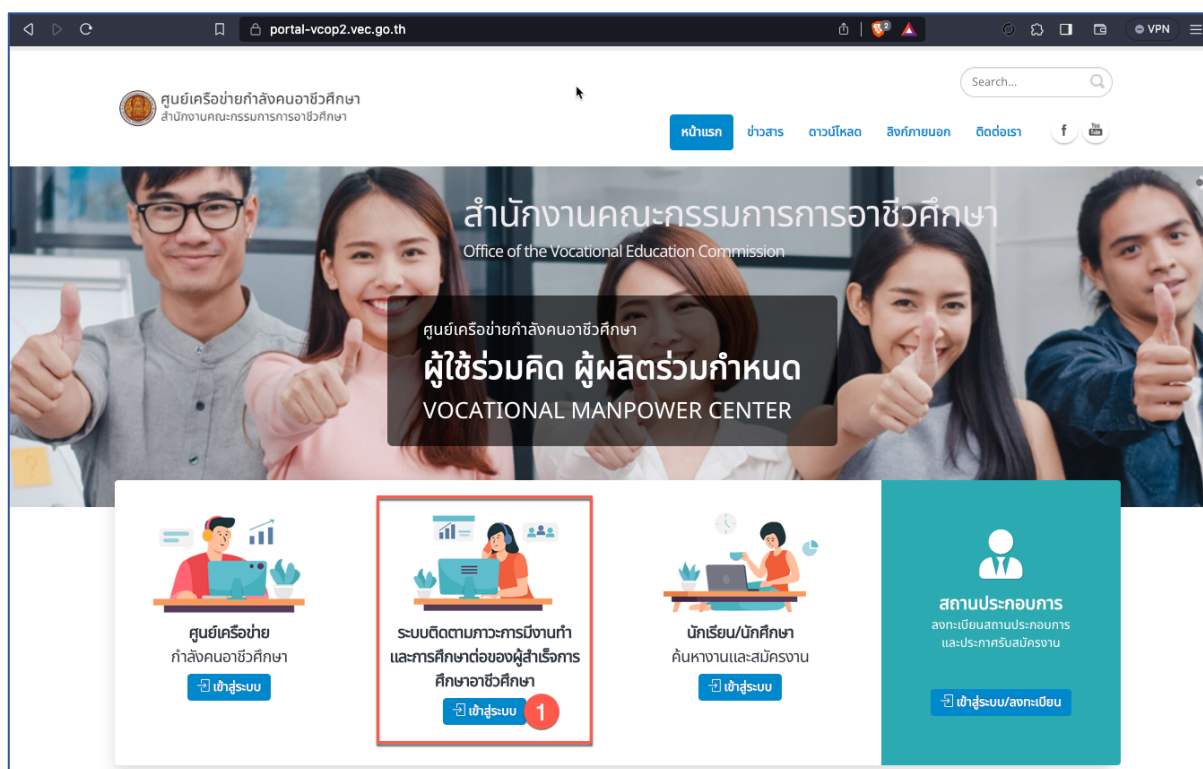 portal-vcop2.vec.go.th
2
VPN
ศูนย์เครือข่ายกำลังคนอาชีวศึกษา
สำนักงานคณะกรรมการการอาชีวศึกษา
Search...
หน้าแรก ข่าวสาร ดาวน์โหลด ลิงก์ภายนอก ติดต่อเรา f You Tube
สำนักงานคณะกรรมการการอาชีวศึกษา
Office of the Vocational Education Commission
ศูนย์เครือข่ายกำลังคนอาชีวศึกษา
ผู้ใช้ร่วมคิด ผู้ผลิตร่วมกำหนด
VOCATIONAL MANPOWER CENTER
ศูนย์เครือข่าย
กำลังคนอาชีวศึกษา
เข้าสู่ระบบ
ระบบติดตามภาวะการมีงานทำ
และการศึกษาต่อของผู้สำเร็จการ
ศึกษาอาชีวศึกษา
เข้าสู่ระบบ 1
นักเรียน/นักศึกษา
ค้นหางานและสมัครงาน
เข้าสู่ระบบ
สถานประกอบการ
ลงทะเบียนสถานประกอบการ
และประกาศรับสมัครงาน
เข้าสู่ระบบ/ลงทะเบียน